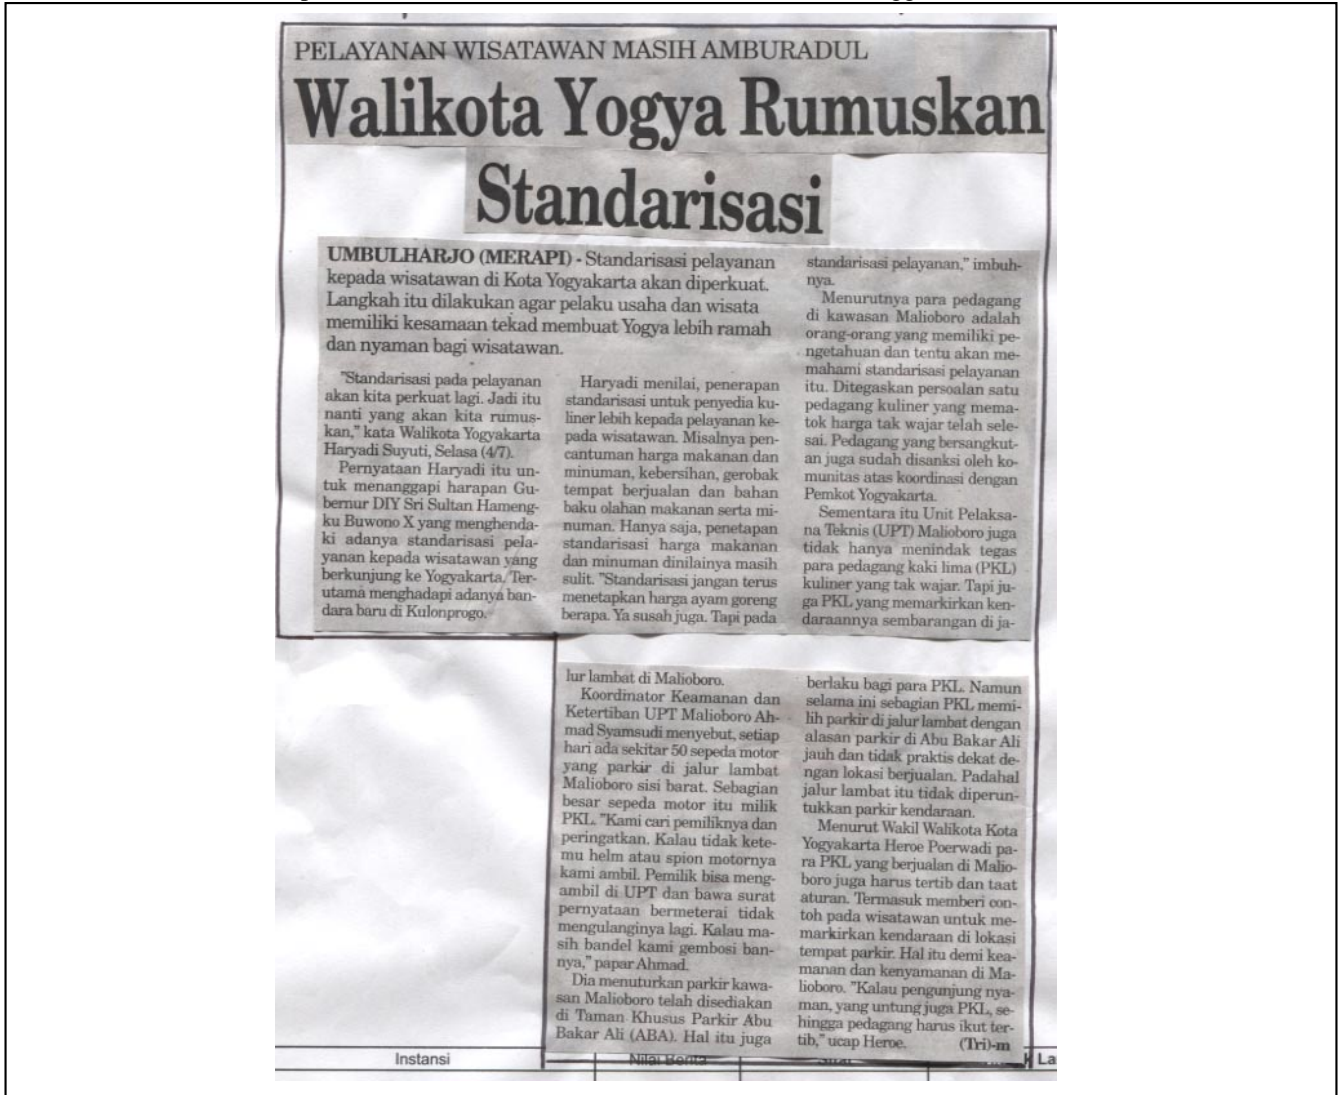 PELAYANAN WISATAWAN MASIH AMBURADUL
Walikota Yogya Rumuskan
Standarisasi
UMBULHARJO (MERAPI) - Standarisasi pelayanan
kepada wisatawan di Kota Yogyakarta akan diperkuat.
Langkah itu dilakukan agar pelaku usaha dan wisata
memiliki kesamaan tekad membuat Yogya lebih ramah
dan nyaman bagi wisatawan.
"Standarisasi pada pelayanan
akan kita perkuat lagi. Jadi itu
nanti yang akan kita rumus-
kan," kata Walikota Yogyakarta
Haryadi Suyuti, Selasa (4/7).
Pernyataan Haryadi itu un-
tuk menanggapi harapan Gu-
bernur DIY Sri Sultan Hameng-
ku Buwono X yang menghenda-
ki adanya standarisasi pela-
yanan kepada wisatawan yang
berkunjung ke Yogyakarta. Ter-
utama menghadapi adanya ban-
dara baru di Kulonprogo.
Haryadi menilai, penerapan
standarisasi untuk penyedia ku-
liner lebih kepada pelayanan ke-
pada wisatawan. Misalnya pen-
cantuman harga makanan dan
minuman, kebersihan, gerobak
tempat berjualan dan bahan
baku olahan makanan serta mi-
numan. Hanya saja, penetapan
standarisasi harga makanan
dan minuman dinilainya masih
sulit. "Standarisasi jangan terus
menetapkan harga ayam goreng
berapa. Ya susah juga. Tapi pada
standarisasi pelayanan," imbuh-
nya.
Menurutnya para pedagang
di kawasan Malioboro adalah
orang-orang yang memiliki pe-
ngetahuan dan tentu akan me-
mahami standarisasi pelayanan
itu. Ditegaskan persoalan satu
pedagang kuliner yang mema-
tok harga tak wajar telah sele-
sai. Pedagang yang bersangkut-
an juga sudah disanksi oleh ko-
munitas atas koordinasi dengan
Pemkot Yogyakarta.
Sementara itu Unit Pelaksa-
na Teknis (UPT) Malioboro juga
tidak hanya menindak tegas
para pedagang kaki lima (PKL)
kuliner yang tak wajar. Tapi ju-
ga PKL yang memarkirkan ken-
daraannya sembarangan di ja-
lur lambat di Malioboro.
Koordinator Keamanan dan
Ketertiban UPT Malioboro Ah-
mad Syamsudi menyebut, setiap
hari ada sekitar 50 sepeda motor
yang parkir di jalur lambat
Malioboro sisi barat. Sebagian
besar sepeda motor itu milik
PKL. "Kami cari pemiliknya dan
peringatkan. Kalau tidak kete-
mu helm atau spion motornya
kami ambil. Pemilik bisa meng-
ambil di UPT dan bawa surat
pernyataan bermeterai tidak
mengulanginya lagi. Kalau ma-
sih bandel kami gembosi ban-
nya," papar Ahmad.
Dia menuturkan parkir kawa-
san Malioboro telah disediakan
di Taman Khusus Parkir Abu
Bakar Ali (ABA). Hal itu juga
berlaku bagi para PKL. Namun
selama ini sebagian PKL memi-
lih parkir di jalur lambat dengan
alasan parkir di Abu Bakar Ali
jauh dan tidak praktis dekat de-
ngan lokasi berjualan. Padahal
jalur lambat itu tidak diperun-
tukkan parkir kendaraan.
Menurut Wakil Walikota Kota
Yogyakarta Heroe Poerwadi pa-
ra PKL yang berjualan di Malio-
boro juga harus tertib dan taat
aturan. Termasuk memberi con-
toh pada wisatawan untuk me-
markirkan kendaraan di lokasi
tempat parkir. Hal itu demi kea-
manan dan kenyamanan di Ma-
lioboro. "Kalau pengunjung nya-
man, yang untung juga PKL, se-
hingga pedagang harus ikut ter-
tib," ucap Heroe. (Tri)-m
Instansi Nilai Berita